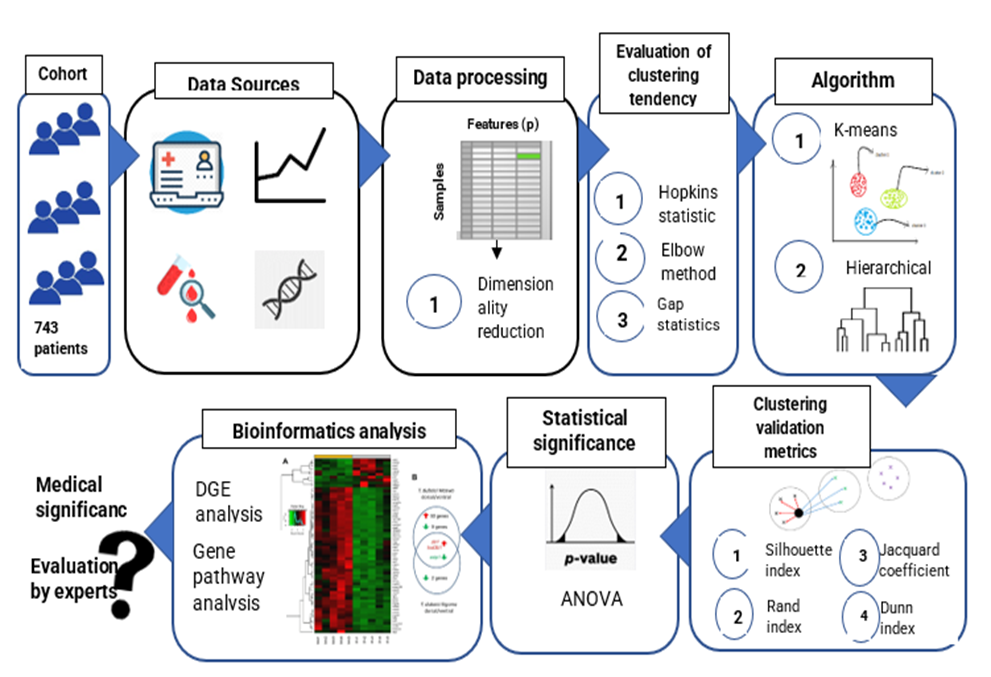 Cohort
743
patients
Data Sources
Data processing
Features (p)
Samples
1
Dimension
ality
reduction
Evaluation of
clustering
tendency
1
Hopkins
statistic
2
Elbow
method
3
Gap
statistics
Algorithm
1
K-means
2
Hierarchical
Clustering
validation
metrics
1
Silhouette
index
2
Rand
index
3
Jacquard
coefficient
4
Dunn
index
Statistical
significance
p-value
ANOVA
Bioinformatics analysis
DGE
analysis
Gene
pathway
analysis
A
B
Medical
significanc
?
Evaluation
by experts